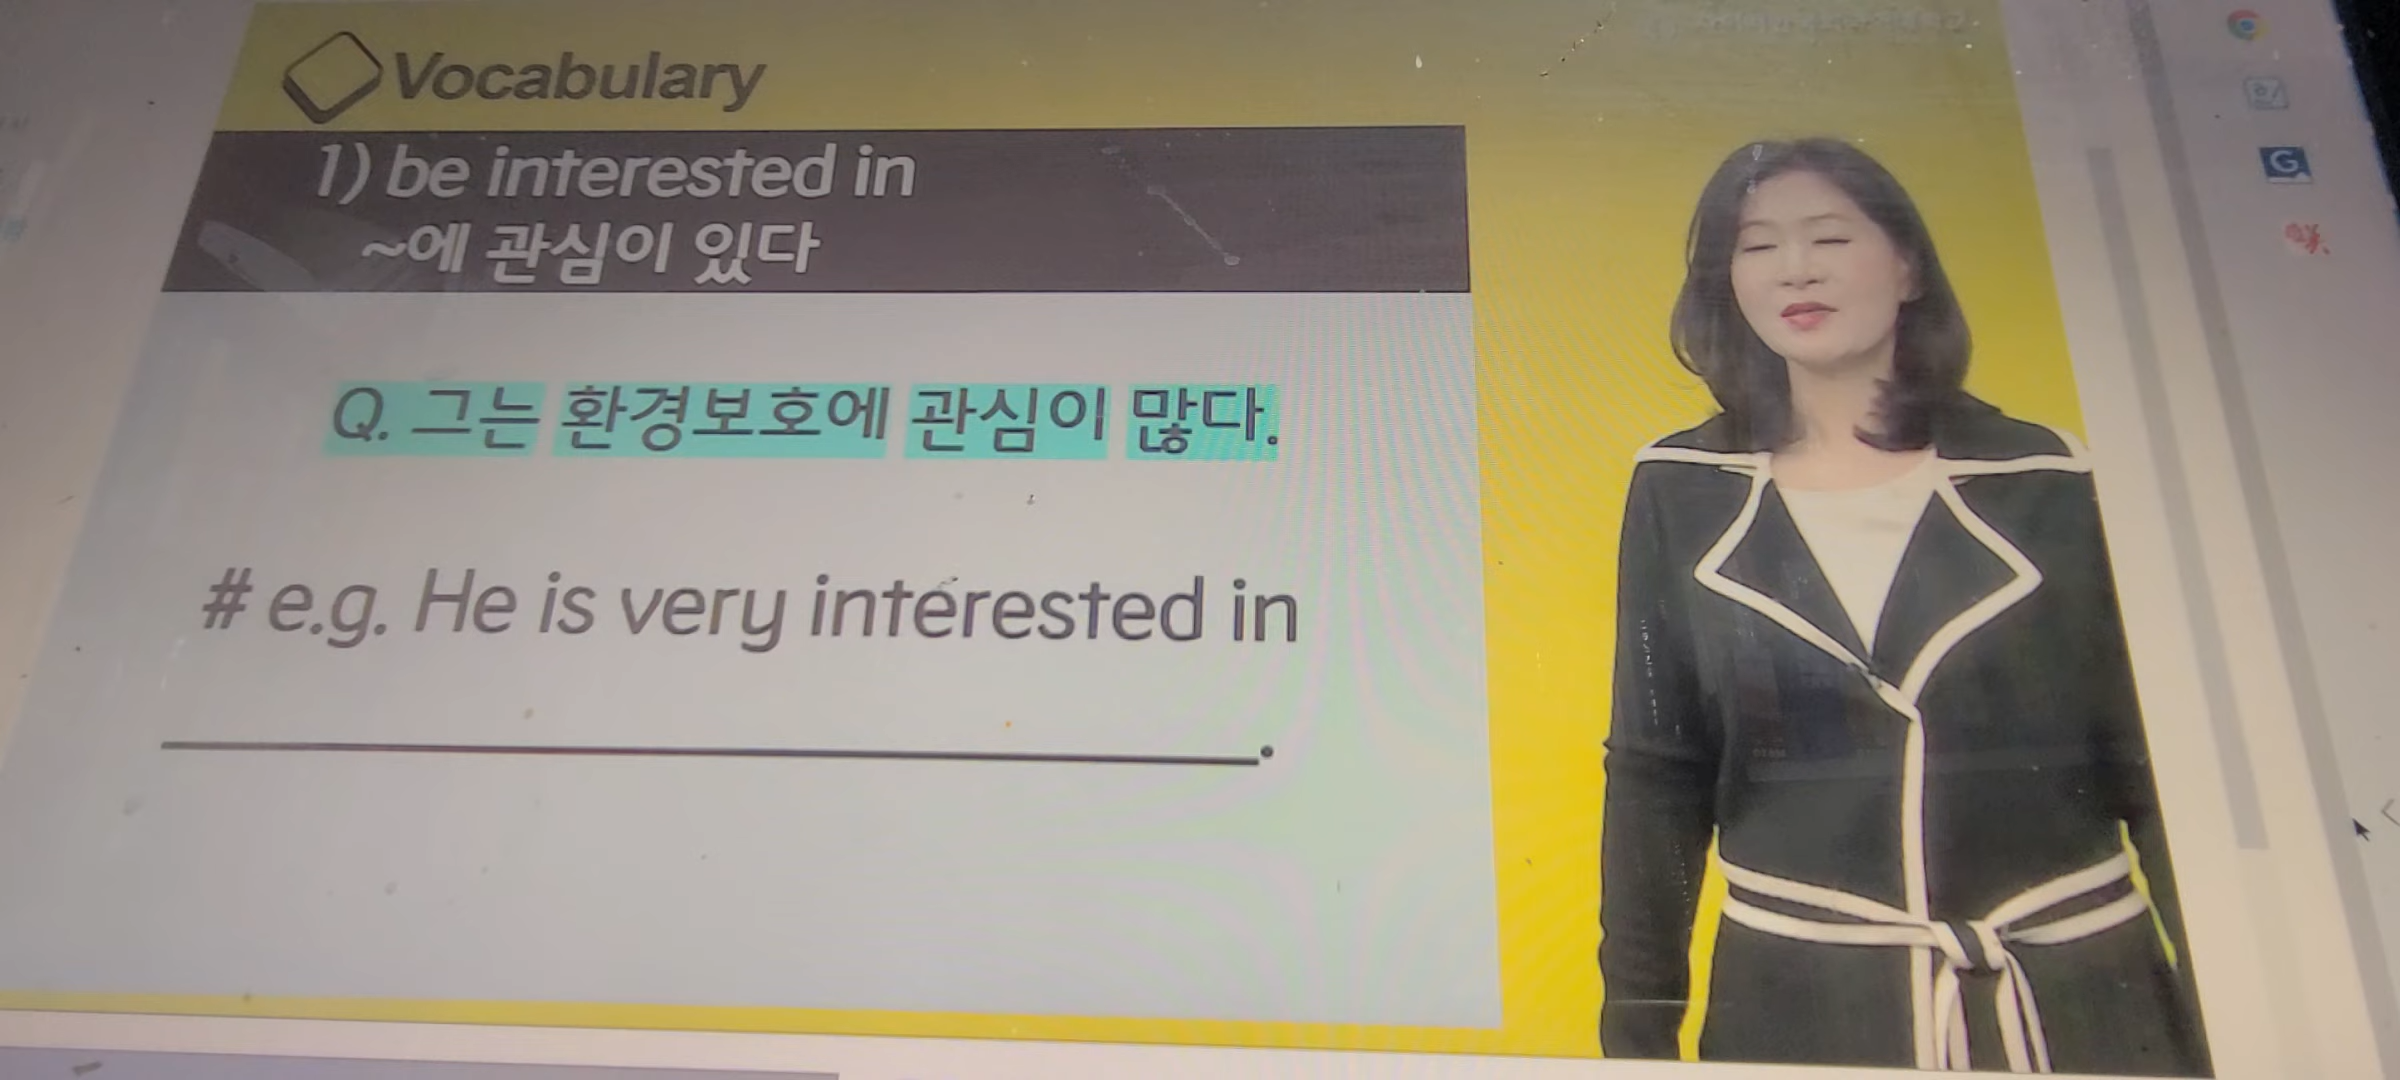 Vocabulary
1) be interested in
~에 관심이 있다
Q. 그는 환경보호에 관심이 많다.
# e.g. He is very interested in
.